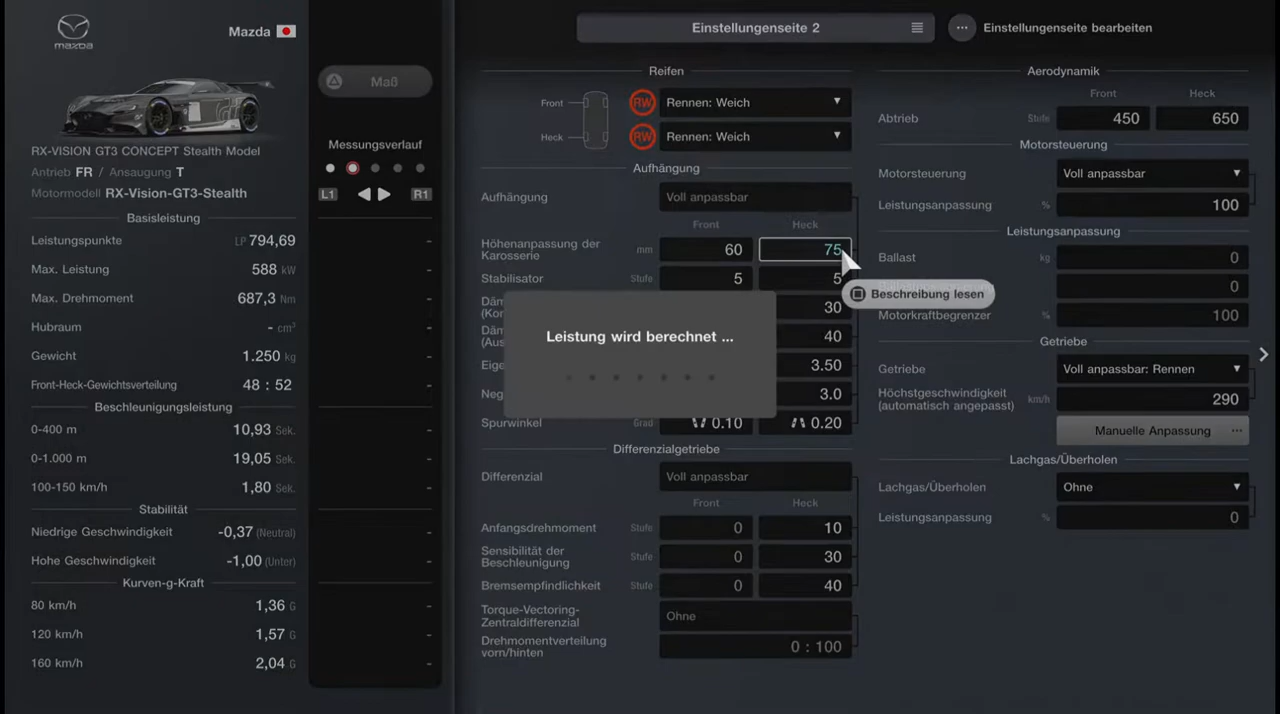 mazda
Mazda
RX-VISION GT3 CONCEPT Stealth Model
Antrieb FR / Ansaugung T
Motormodell RX-Vision-GT3-Stealth
Basisleistung
Leistungspunkte LP 794,69
Max. Leistung 588 kW
Max. Drehmoment 687,3 Nm
Hubraum - cm³
Gewicht 1.250 kg
Front-Heck-Gewichtsverteilung 48 : 52
Beschleunigungsleistung
0-400 m 10,93 Sek.
0-1.000 m 19,05 Sek.
100-150 km/h 1,80 Sek.
Stabilität
Niedrige Geschwindigkeit -0,37 (Neutral)
Hohe Geschwindigkeit -1,00 (Unter)
Kurven-g-Kraft
80 km/h 1,36 G
120 km/h 1,57 G
160 km/h 2,04 G
Maß
Messungsverlauf
L1 R1
-
-
-
-
-
-
-
-
-
-
-
-
-
-
Einstellungenseite 2
Einstellungenseite bearbeiten
Reifen
Front RW Rennen: Weich
Heck RW Rennen: Weich
Aufhängung
Aufhängung Voll anpassbar
Front Heck
Höhenanpassung der
Karosserie mm 60 75
Stabilisator Stufe 5 5
30
40
3.50
3.0
Spurwinkel Grad 0.10 0.20
Leistung wird berechnet ...
Beschreibung lesen
Differenzialgetriebe
Differenzial Voll anpassbar
Front Heck
Anfangsdrehmoment Stufe 0 10
Sensibilität der
Beschleunigung Stufe 0 30
Bremsempfindlichkeit Stufe 0 40
Torque-Vectoring-
Zentraldifferenzial Ohne
Drehmomentverteilung
vorn/hinten 0 : 100
Aerodynamik
Front Heck
Abtrieb Stufe 450 650
Motorsteuerung
Motorsteuerung Voll anpassbar
Leistungsanpassung % 100
Leistungsanpassung
Ballast kg 0
0
Motorkraftbegrenzer % 100
Getriebe
Getriebe Voll anpassbar: Rennen
Höchstgeschwindigkeit
(automatisch angepasst) km/h 290
Manuelle Anpassung ...
Lachgas/Überholen
Lachgas/Überholen Ohne
Leistungsanpassung % 0